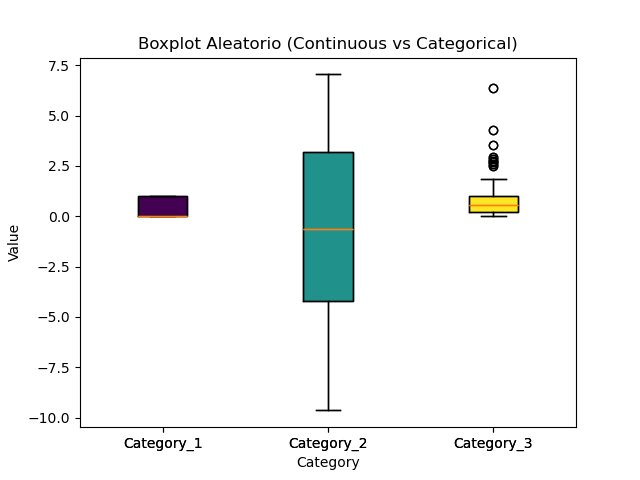 Boxplot Aleatorio (Continuous vs Categorical)
7.5
5.0
2.5
0.0
−2.5
−5.0
−7.5
−10.0
Value
Category_1 Category_2 Category_3
Category